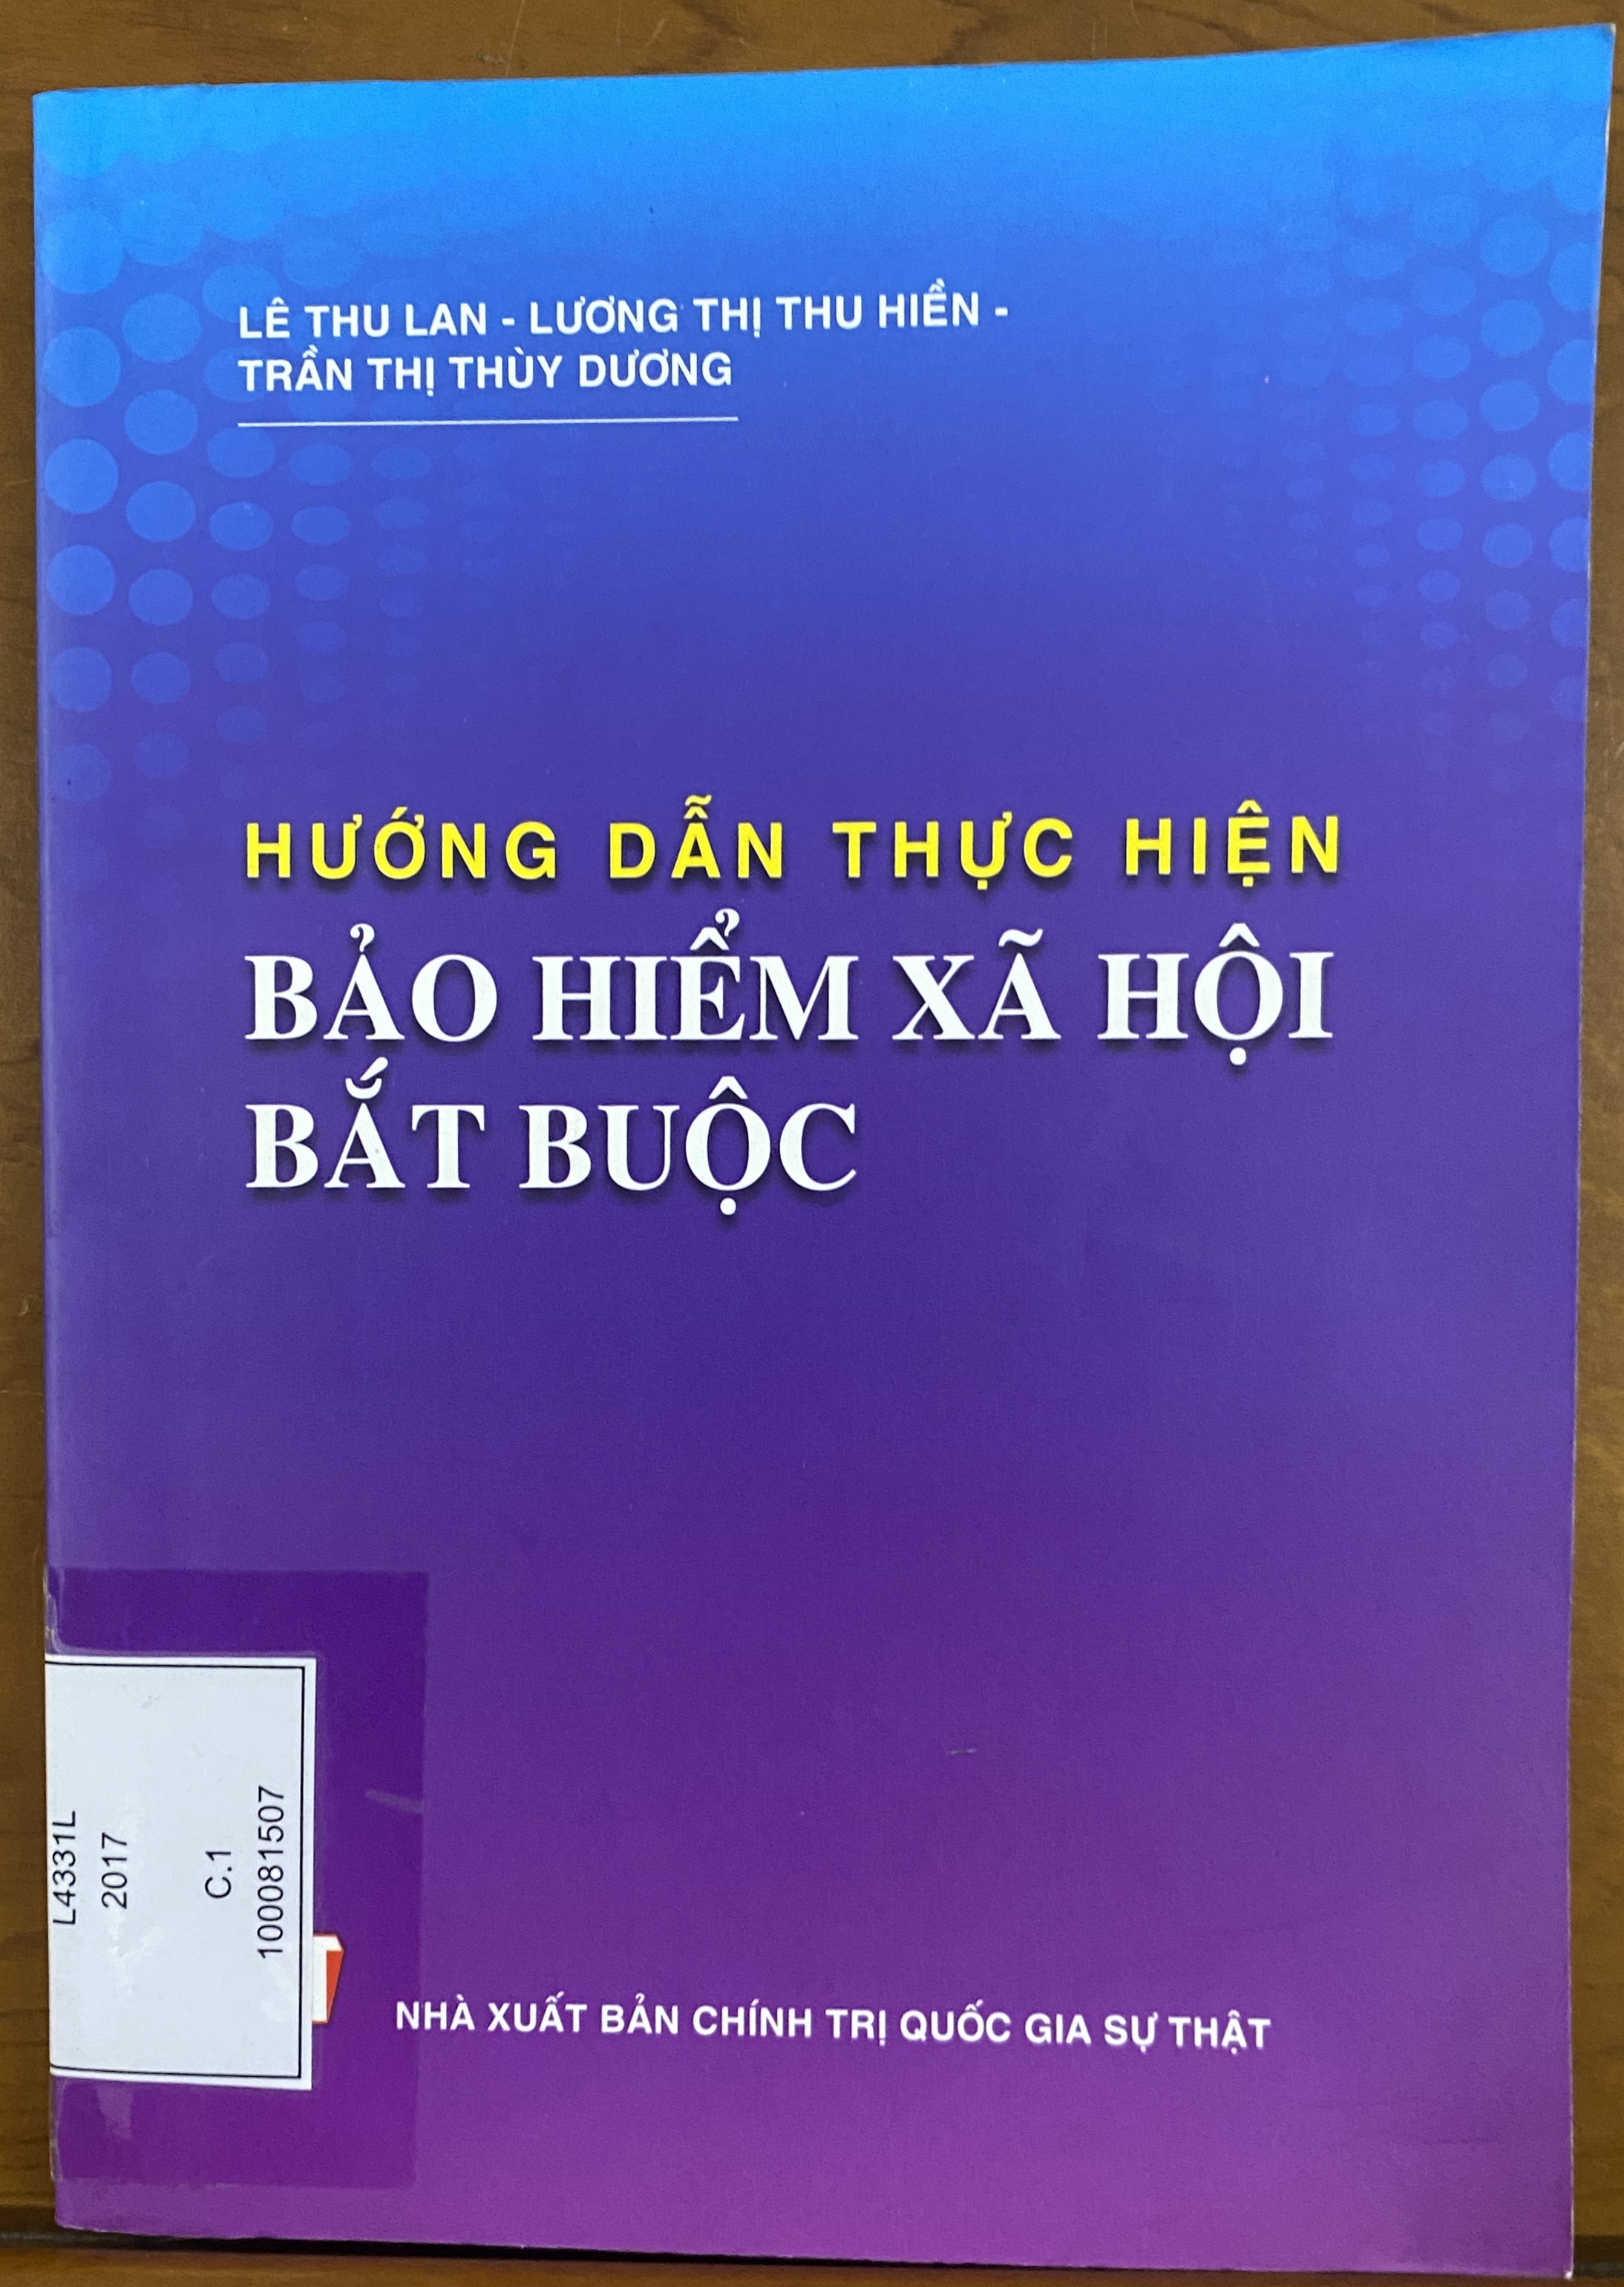 LÊ THU LAN - LƯƠNG THỊ THU HIỀN -
TRẦN THỊ THÙY DƯƠNG
HƯỚNG DẪN THỰC HIỆN
BẢO HIỂM XÃ HỘI
BẮT BUỘC
L4331L
2017
C.1
100081507
NHÀ XUẤT BẢN CHÍNH TRỊ QUỐC GIA SỰ THẬT